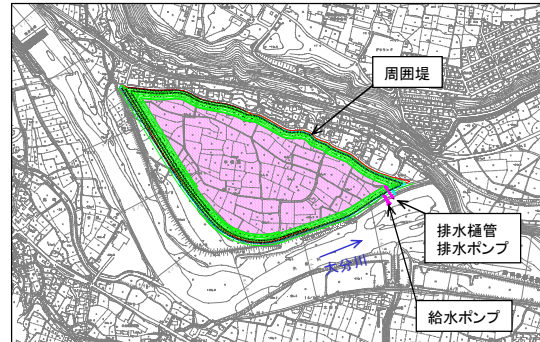 周囲堤
排水樋管
排水ポンプ
大分川
給水ポンプ